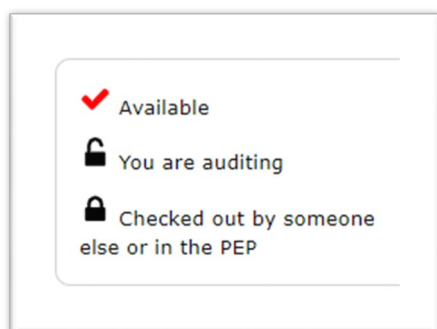 Available
You are auditing
Checked out by someone
else or in the PEP